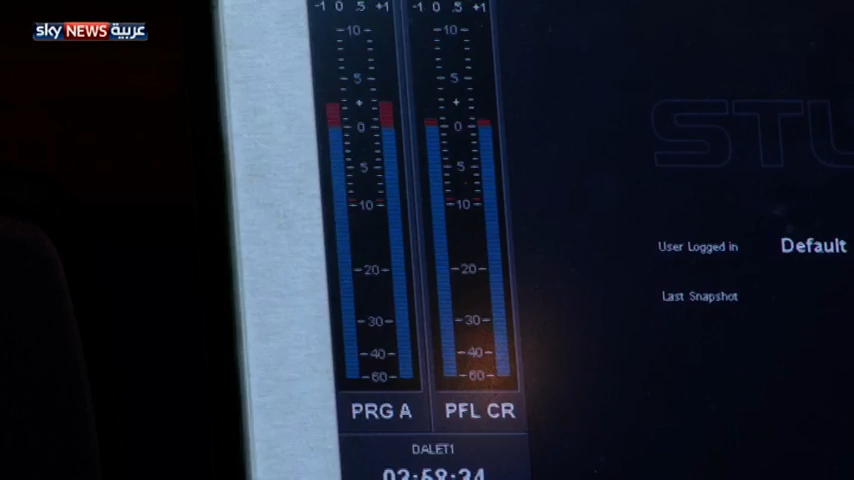 sky NEWS عربية
-1 0 .5 +1
-1 0 .5 +1
10
10
5
5
+
+
0
0
5
5
10
10
20
20
30
30
40
40
60
60
PRG A
PFL CR
DALET1
03:58:34
STU
User Logged in Default
Last Snapshot